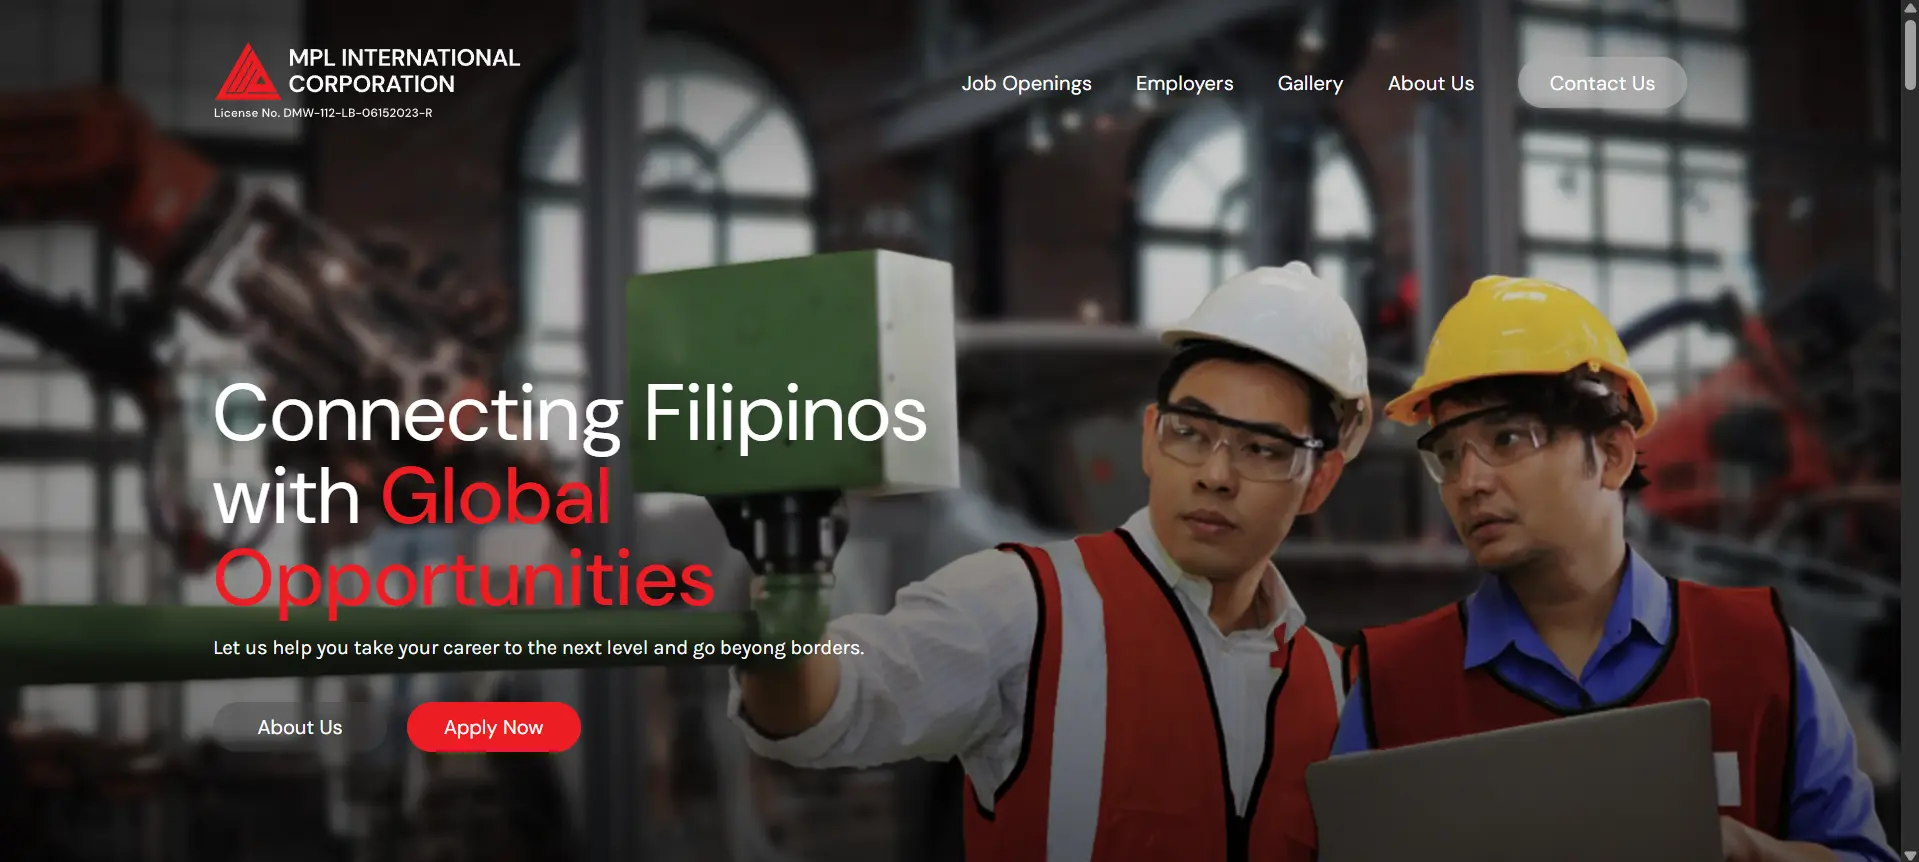 MPL INTERNATIONAL
CORPORATION
License No. DMW-112-LB-06152023-R
Job Openings
Employers
Gallery
About Us
Contact Us
Connecting Filipinos
with Global
Opportunities
Let us help you take your career to the next level and go beyong borders.
About Us
Apply Now